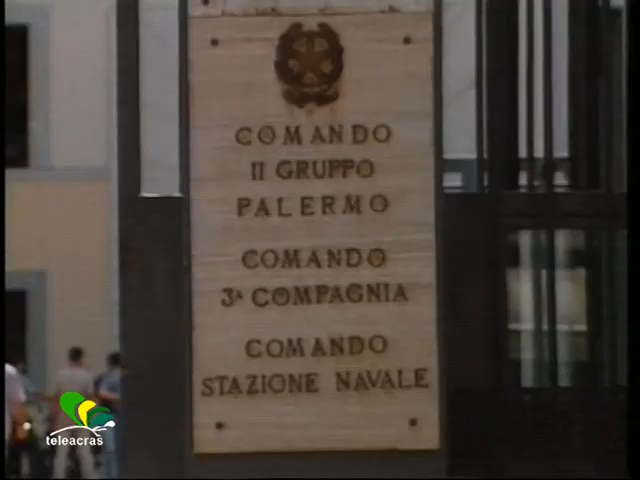 COMANDO
II GRUPPO
PALERMO
COMANDO
3ᴬ COMPAGNIA
COMANDO
STAZIONE NAVALE
teleacras